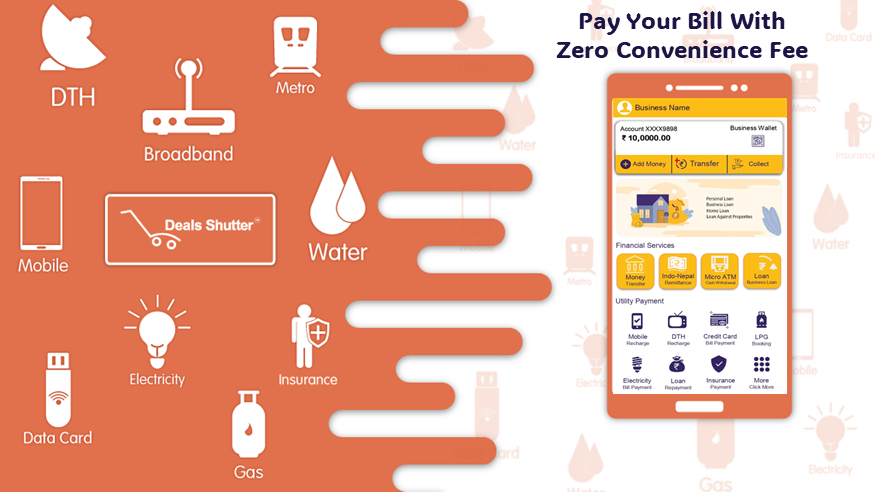 Pay Your Bill With
Zero Convenience Fee
DTH
Metro
Broadband
Mobile
Deals Shutter
Water
Electricity
Insurance
Data Card
Gas
Business Name
Account XXXX9898
Business Wallet
₹ 10,0000.00
Add Money
Transfer
Collect
Personal Loan
Business Loan
Home Loan
Loan Against Properties
Financial Services
Money
Transfer
Indo-Nepal
Remittance
Micro ATM
Cash Withdrawal
Loan
Business Loan
Utility Payment
Mobile
Recharge
DTH
Recharge
Credit Card
Bill Payment
LPG
Booking
Electricity
Bill Payment
Loan
Repayment
Insurance
Payment
More
Click More
Data Card
Water
Insurance
Metro
Water
Card
Gas
Electricity